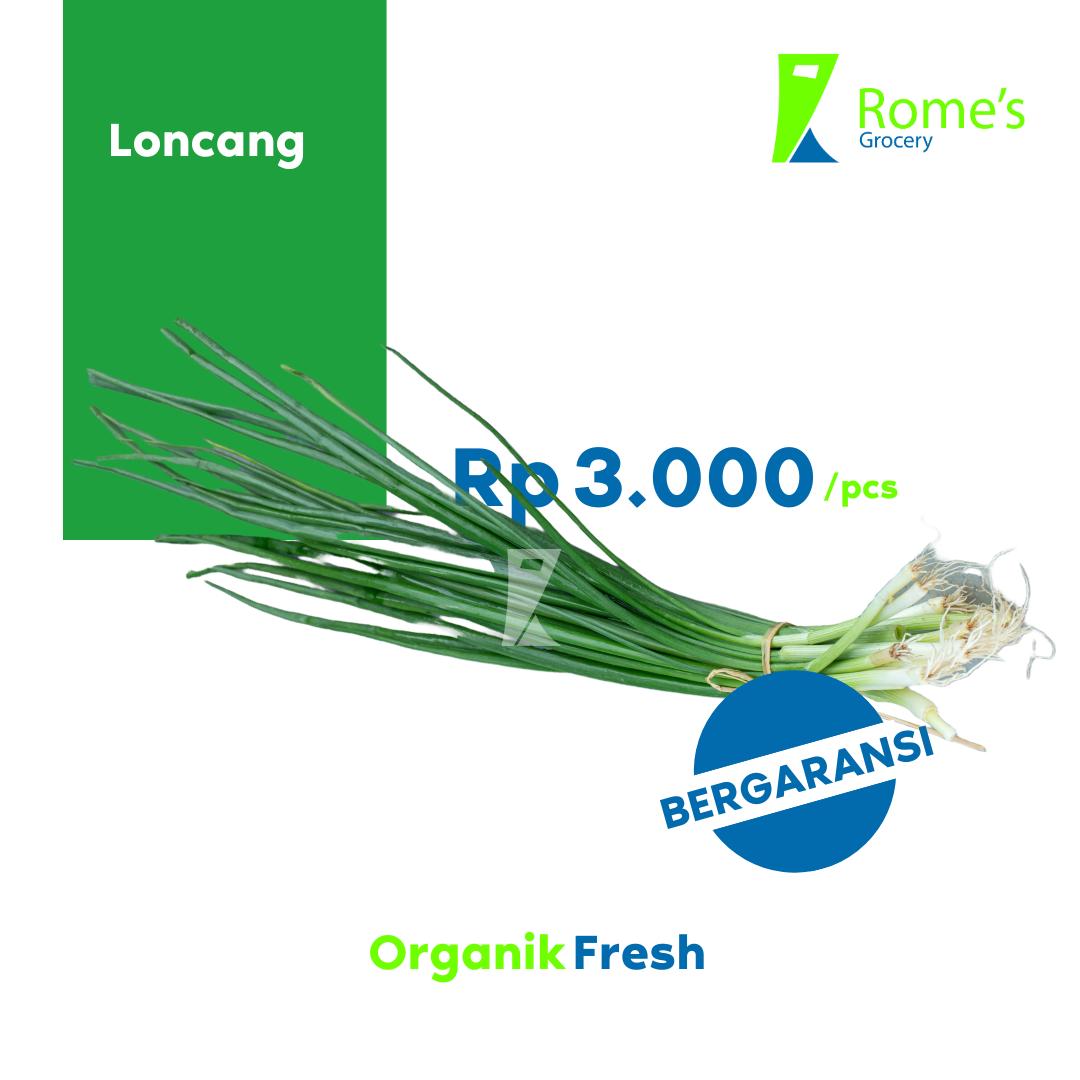 Loncang
Rome's
Grocery
Rp 3.000 /pcs
BERGARANSI
Organik Fresh